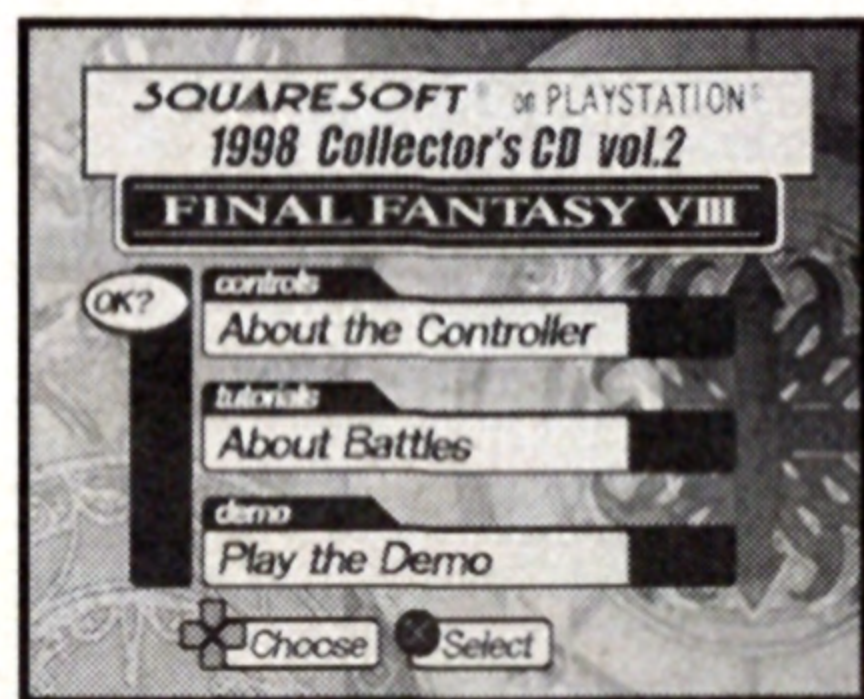 SQUARESOFT® on PLAYSTATION®
1998 Collector's CD vol.2
FINAL FANTASY VIII
OK?
controls
About the Controller
tutorials
About Battles
demo
Play the Demo
Choose Select